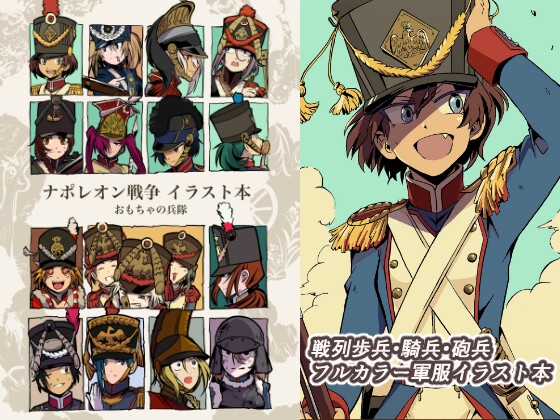 ナポレオン戦争 イラスト本
おもちゃの兵隊
戦列歩兵・騎兵・砲兵
フルカラー軍服イラスト本